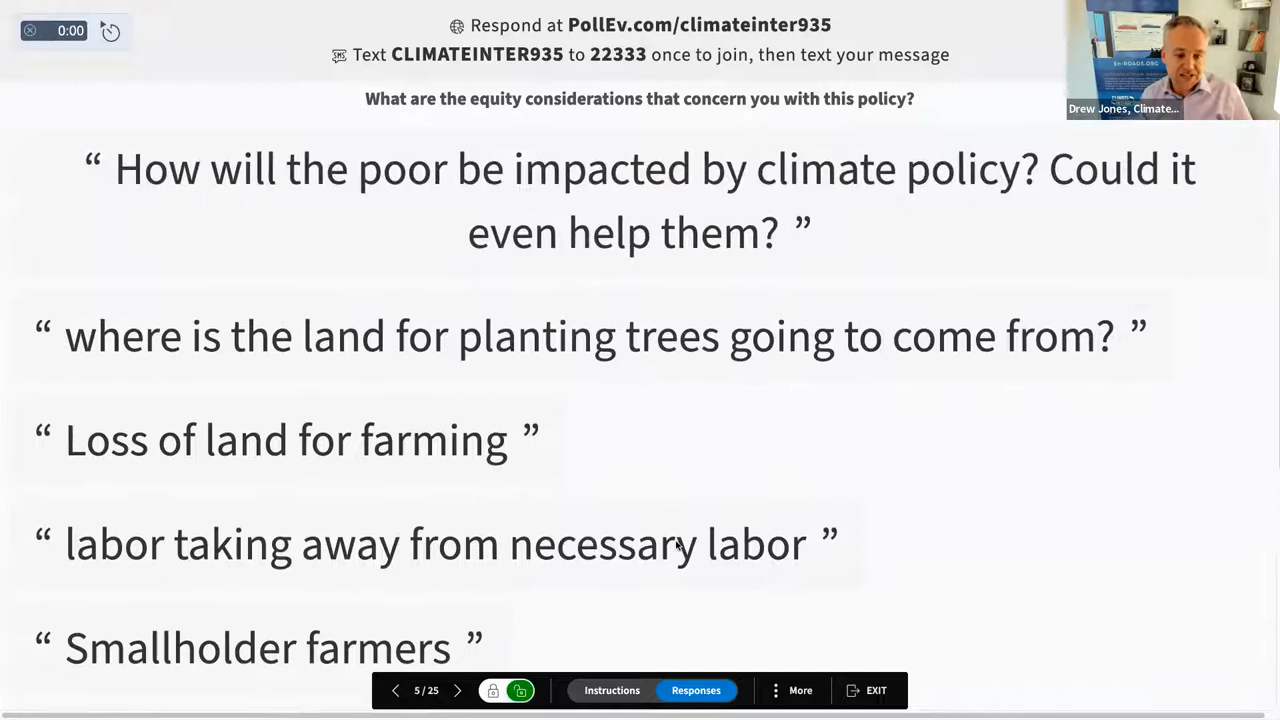 0:00
Respond at PollEv.com/climateinter935
Text CLIMATEINTER935 to 22333 once to join, then text your message
What are the equity considerations that concern you with this policy?
En-ROADS.ORG
Drew Jones, Climate...
“ How will the poor be impacted by climate policy? Could it
even help them? ”
“ where is the land for planting trees going to come from? ”
“ Loss of land for farming ”
“ labor taking away from necessary labor ”
“ Smallholder farmers ”
5 / 25
Instructions
Responses
More
EXIT